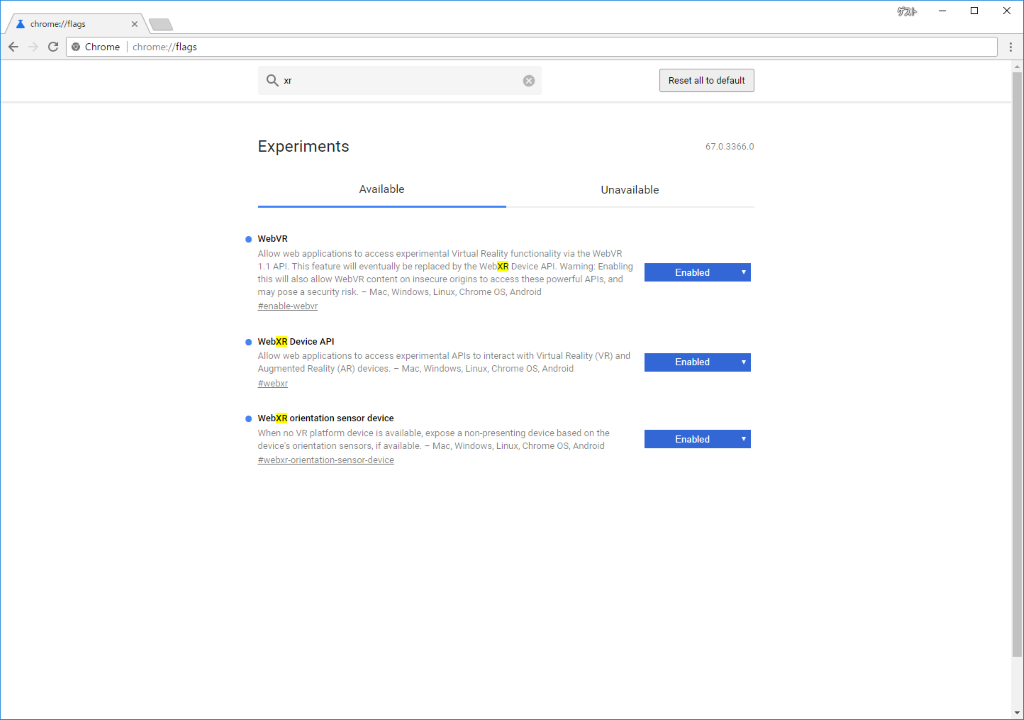 ゲスト
chrome://flags
Chrome chrome://flags
xr
Reset all to default
Experiments
67.0.3366.0
Available
Unavailable
WebVR
Allow web applications to access experimental Virtual Reality functionality via the WebVR
1.1 API. This feature will eventually be replaced by the WebXR Device API. Warning: Enabling
this will also allow WebVR content on insecure origins to access these powerful APIs, and
may pose a security risk. – Mac, Windows, Linux, Chrome OS, Android
#enable-webvr
Enabled
WebXR Device API
Allow web applications to access experimental APIs to interact with Virtual Reality (VR) and
Augmented Reality (AR) devices. – Mac, Windows, Linux, Chrome OS, Android
#webxr
Enabled
WebXR orientation sensor device
When no VR platform device is available, expose a non-presenting device based on the
device's orientation sensors, if available. – Mac, Windows, Linux, Chrome OS, Android
#webxr-orientation-sensor-device
Enabled